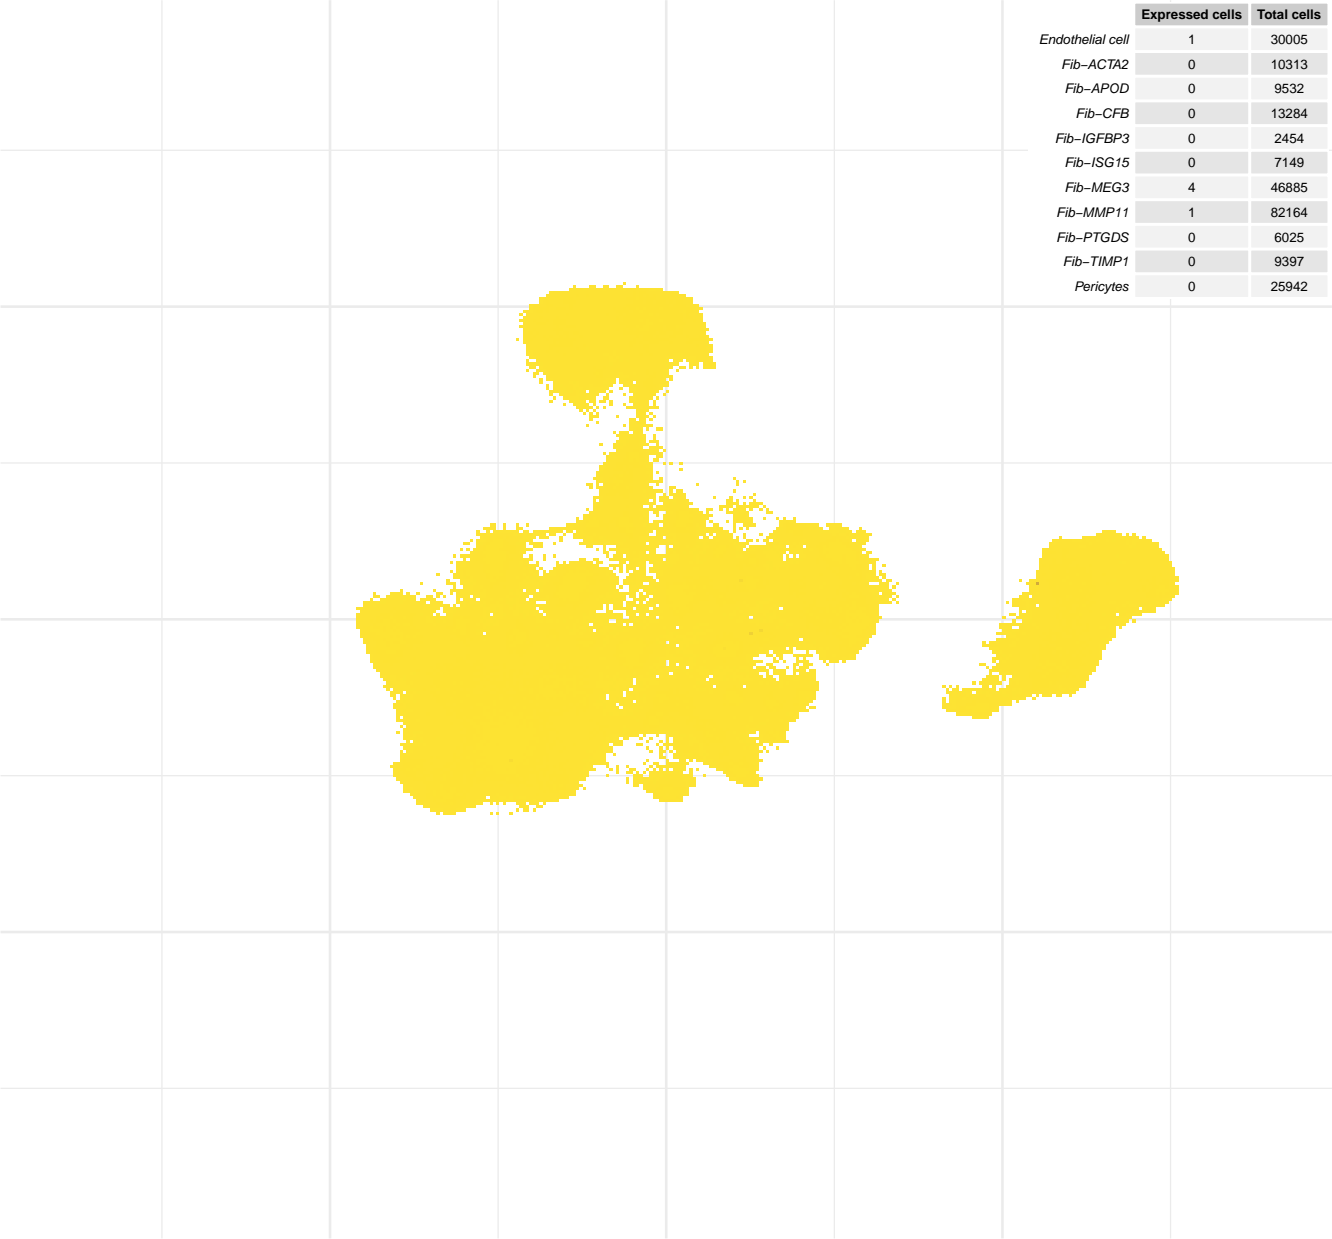 Expressed cells Total cells
Endothelial cell 1 30005
Fib−ACTA2 0 10313
Fib−APOD 0 9532
Fib−CFB 0 13284
Fib−IGFBP3 0 2454
Fib−ISG15 0 7149
Fib−MEG3 4 46885
Fib−MMP11 1 82164
Fib−PTGDS 0 6025
Fib−TIMP1 0 9397
Pericytes 0 25942